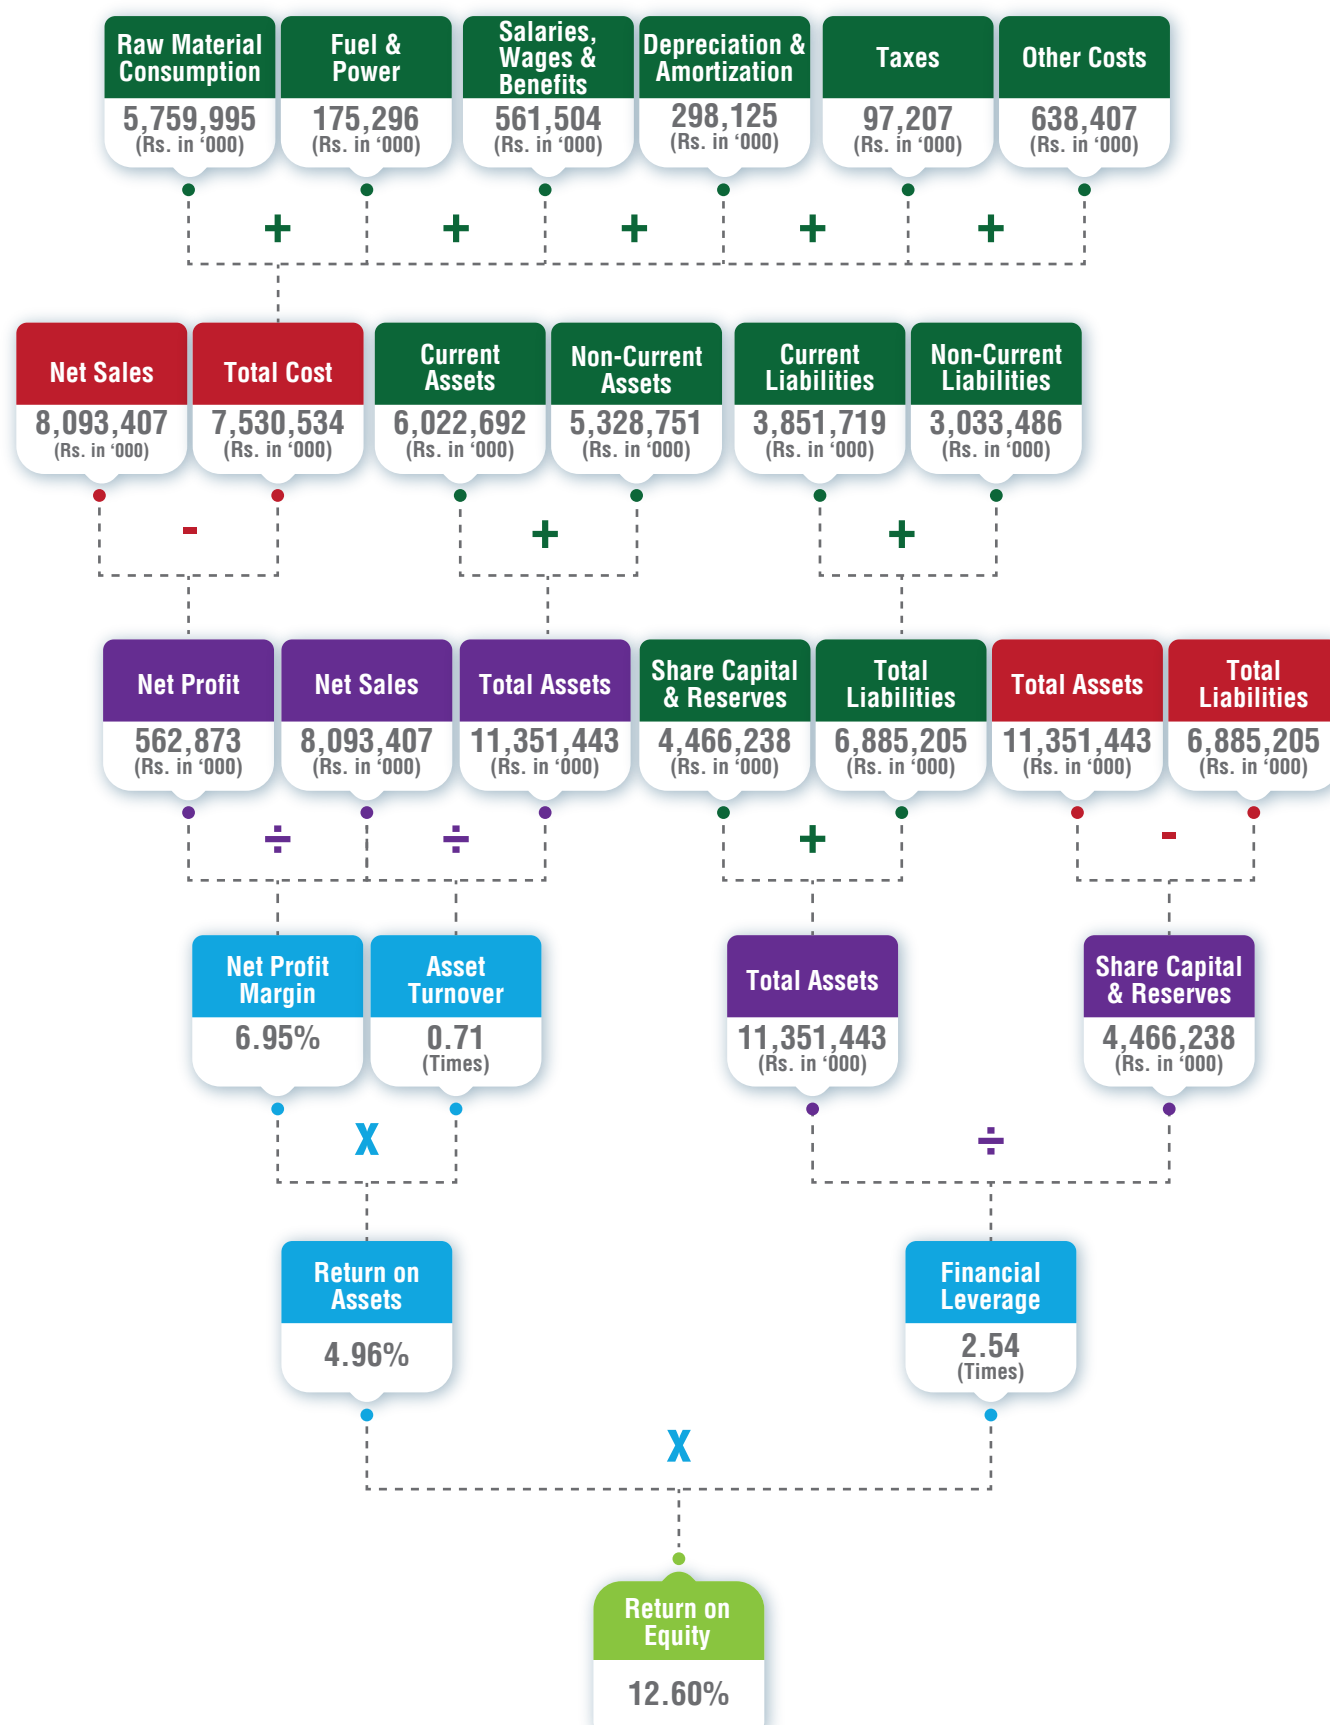 Raw Material
Consumption
5,759,995
(Rs. in ‘000)
Fuel &
Power
175,296
(Rs. in ‘000)
Salaries,
Wages &
Benefits
561,504
(Rs. in ‘000)
Depreciation &
Amortization
298,125
(Rs. in ‘000)
Taxes
97,207
(Rs. in ‘000)
Other Costs
638,407
(Rs. in ‘000)
+
+
+
+
+
Net Sales
8,093,407
(Rs. in ‘000)
Total Cost
7,530,534
(Rs. in ‘000)
Current
Assets
6,022,692
(Rs. in ‘000)
Non-Current
Assets
5,328,751
(Rs. in ‘000)
Current
Liabilities
3,851,719
(Rs. in ‘000)
Non-Current
Liabilities
3,033,486
(Rs. in ‘000)
-
+
+
Net Profit
562,873
(Rs. in ‘000)
Net Sales
8,093,407
(Rs. in ‘000)
Total Assets
11,351,443
(Rs. in ‘000)
Share Capital
& Reserves
4,466,238
(Rs. in ‘000)
Total
Liabilities
6,885,205
(Rs. in ‘000)
Total Assets
11,351,443
(Rs. in ‘000)
Total
Liabilities
6,885,205
(Rs. in ‘000)
÷
÷
+
-
Net Profit
Margin
6.95%
Asset
Turnover
0.71
(Times)
Total Assets
11,351,443
(Rs. in ‘000)
Share Capital
& Reserves
4,466,238
(Rs. in ‘000)
X
÷
Return on
Assets
4.96%
Financial
Leverage
2.54
(Times)
X
Return on
Equity
12.60%